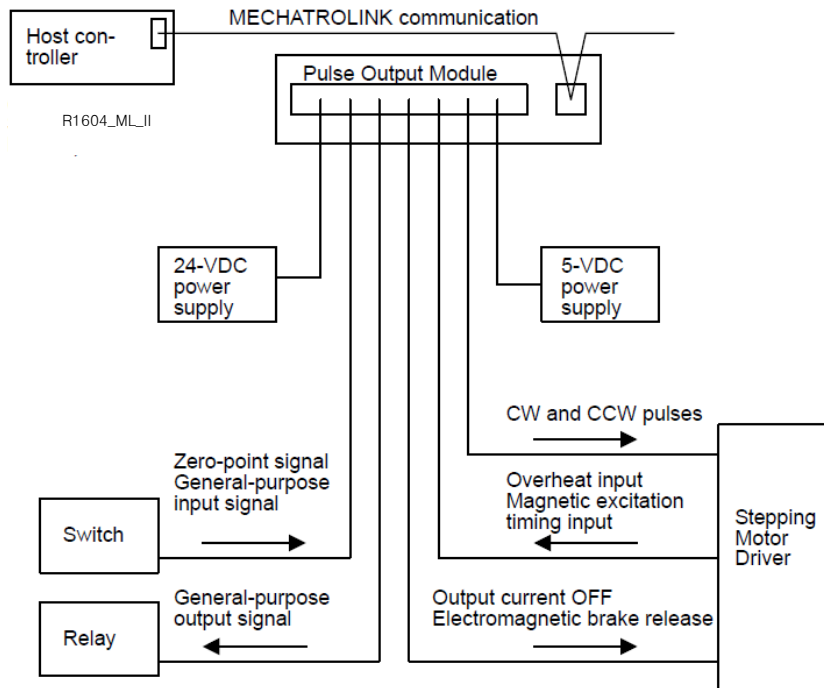 MECHATROLINK communication
Host con-
troller
Pulse Output Module
R1604_ML_II
24-VDC
power
supply
5-VDC
power
supply
CW and CCW pulses
Zero-point signal
General-purpose
input signal
Overheat input
Magnetic excitation
timing input
Switch
Stepping
Motor
Driver
General-purpose
output signal
Output current OFF
Electromagnetic brake release
Relay